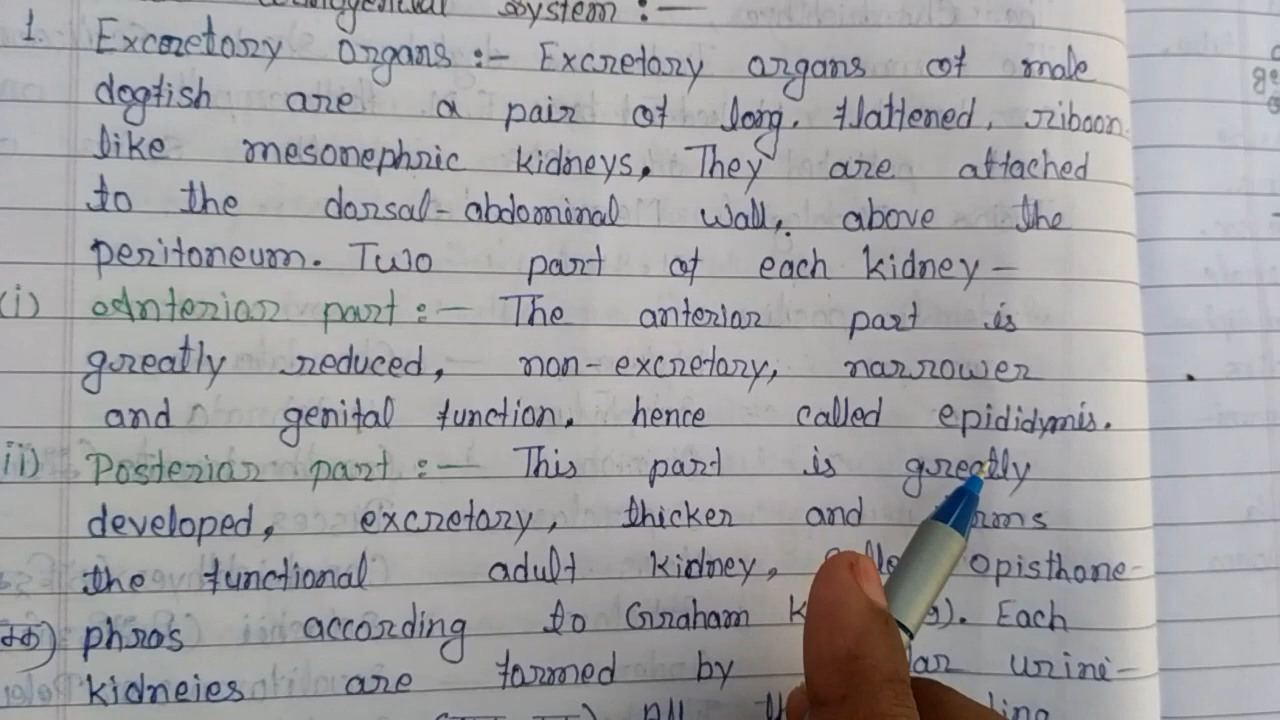 system :-
1. Excretory organs :- Excretory organs of male
dogfish are a pair of long, flattened, ribbon
like mesonephric kidneys. They are attached
to the dorsal-abdominal wall, above the
peritoneum. Two part of each kidney -
(i) Anterior part :- The anterior part is
greatly reduced, non-excretory, narrower
and genital function, hence called epididymis.
ii) Posterior part :- This part is greatly
developed, excretory, thicker and
the functional adult kidney, opisthone-
phros according to Graham Each
kidneies are formed by urine-
All